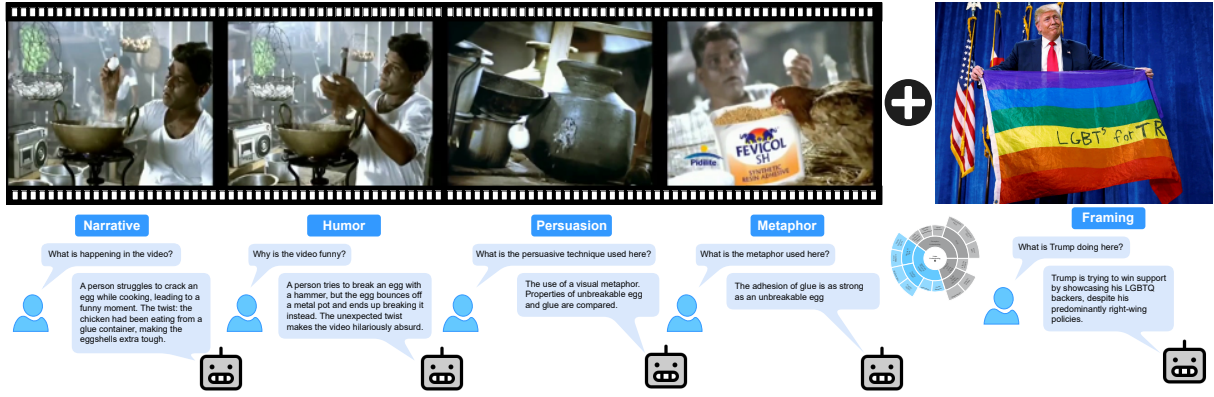 FEVICOL
SH
SYNTHETIC
RESIN ADHESIVE
Pidilite
LGBTs for TR
Narrative
What is happening in the video?
A person struggles to crack an
egg while cooking, leading to a
funny moment. The twist: the
chicken had been eating from a
glue container, making the
eggshells extra tough.
Humor
Why is the video funny?
A person tries to break an egg with
a hammer, but the egg bounces off
a metal pot and ends up breaking it
instead. The unexpected twist
makes the video hilariously absurd.
Persuasion
What is the persuasive technique used here?
The use of a visual metaphor.
Properties of unbreakable egg
and glue are compared.
Metaphor
What is the metaphor used here?
The adhesion of glue is as strong
as an unbreakable egg
Framing
What is Trump doing here?
Trump is trying to win support
by showcasing his LGBTQ
backers, despite his
predominantly right-wing
policies.